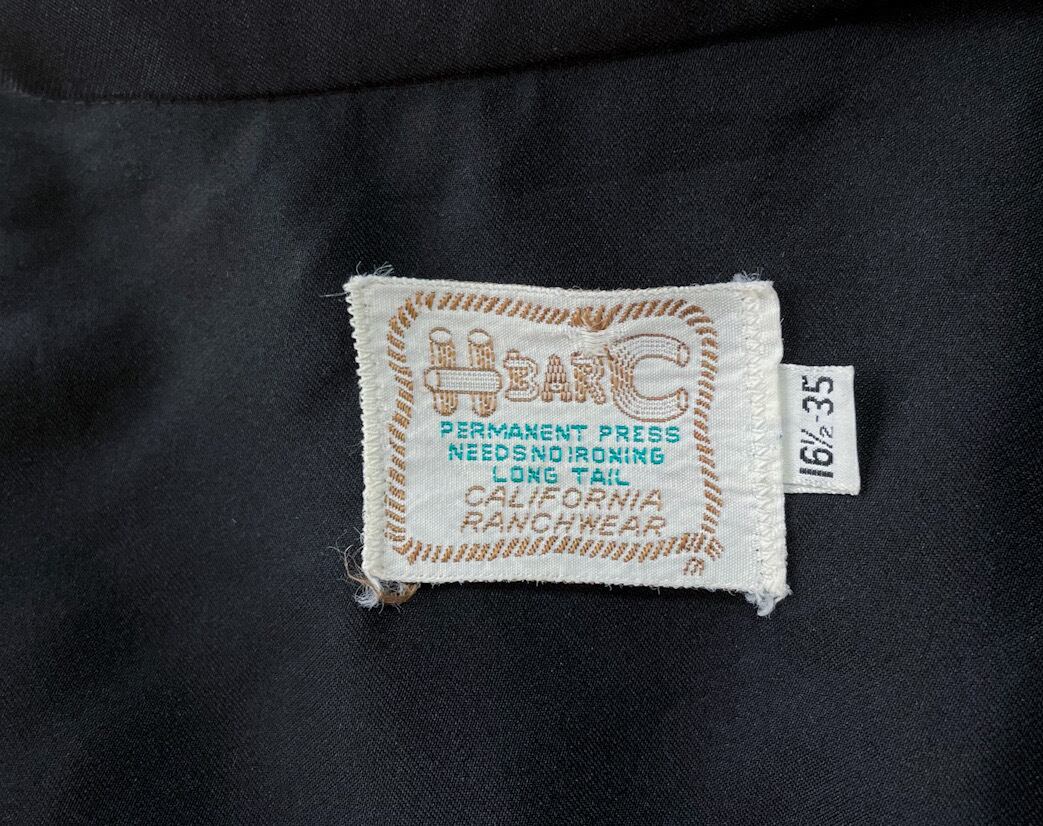 H BAR C
PERMANENT PRESS
NEEDS NO IRONING
LONG TAIL
CALIFORNIA
RANCHWEAR
16½-35